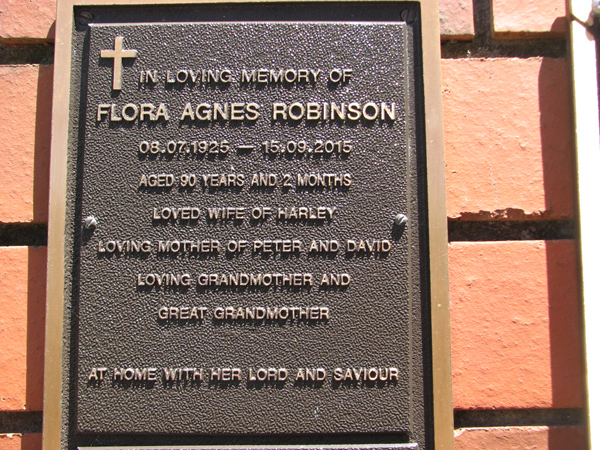 IN LOVING MEMORY OF
FLORA AGNES ROBINSON
08.07.1925 — 15.09.2015
AGED 90 YEARS AND 2 MONTHS
LOVED WIFE OF HARLEY
LOVING MOTHER OF PETER AND DAVID
LOVING GRANDMOTHER AND
GREAT GRANDMOTHER
AT HOME WITH HER LORD AND SAVIOUR